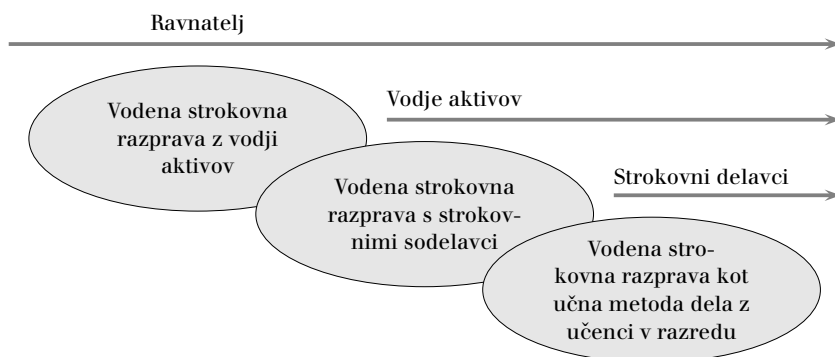 Ravnatelj
Vodena strokovna
razprava z vodji
aktivov
Vodje aktivov
Vodena strokovna
razprava s strokov-
nimi sodelavci
Strokovni delavci
Vodena stro-
kovna razprava kot
učna metoda dela z
učenci v razredu